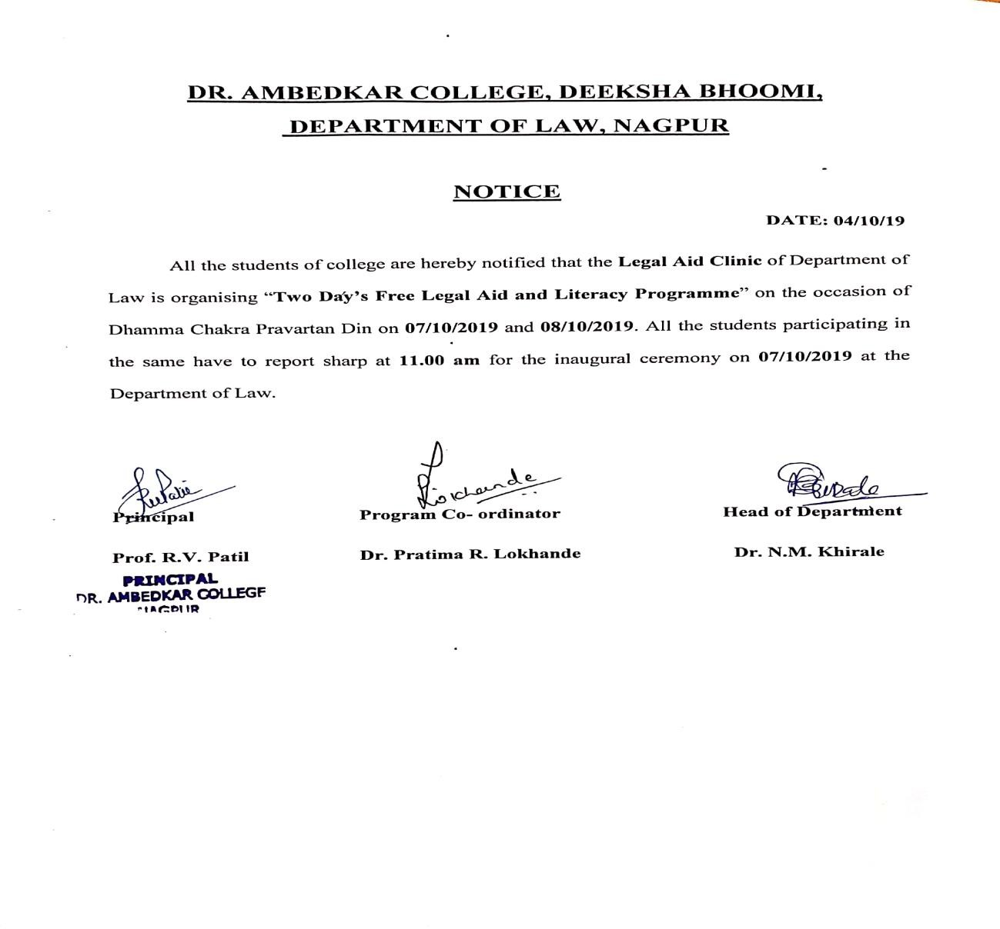 DR. AMBEDKAR COLLEGE, DEEKSHA BHOOMI,
DEPARTMENT OF LAW, NAGPUR
NOTICE
DATE: 04/10/19
All the students of college are hereby notified that the Legal Aid Clinic of Department of
Law is organising “Two Day’s Free Legal Aid and Literacy Programme” on the occasion of
Dhamma Chakra Pravartan Din on 07/10/2019 and 08/10/2019. All the students participating in
the same have to report sharp at 11.00 am for the inaugural ceremony on 07/10/2019 at the
Department of Law.
Lokhande
Principal Program Co- ordinator Head of Department
Prof. R.V. Patil Dr. Pratima R. Lokhande Dr. N.M. Khirale
PRINCIPAL
DR. AMBEDKAR COLLEGE
NAGPUR